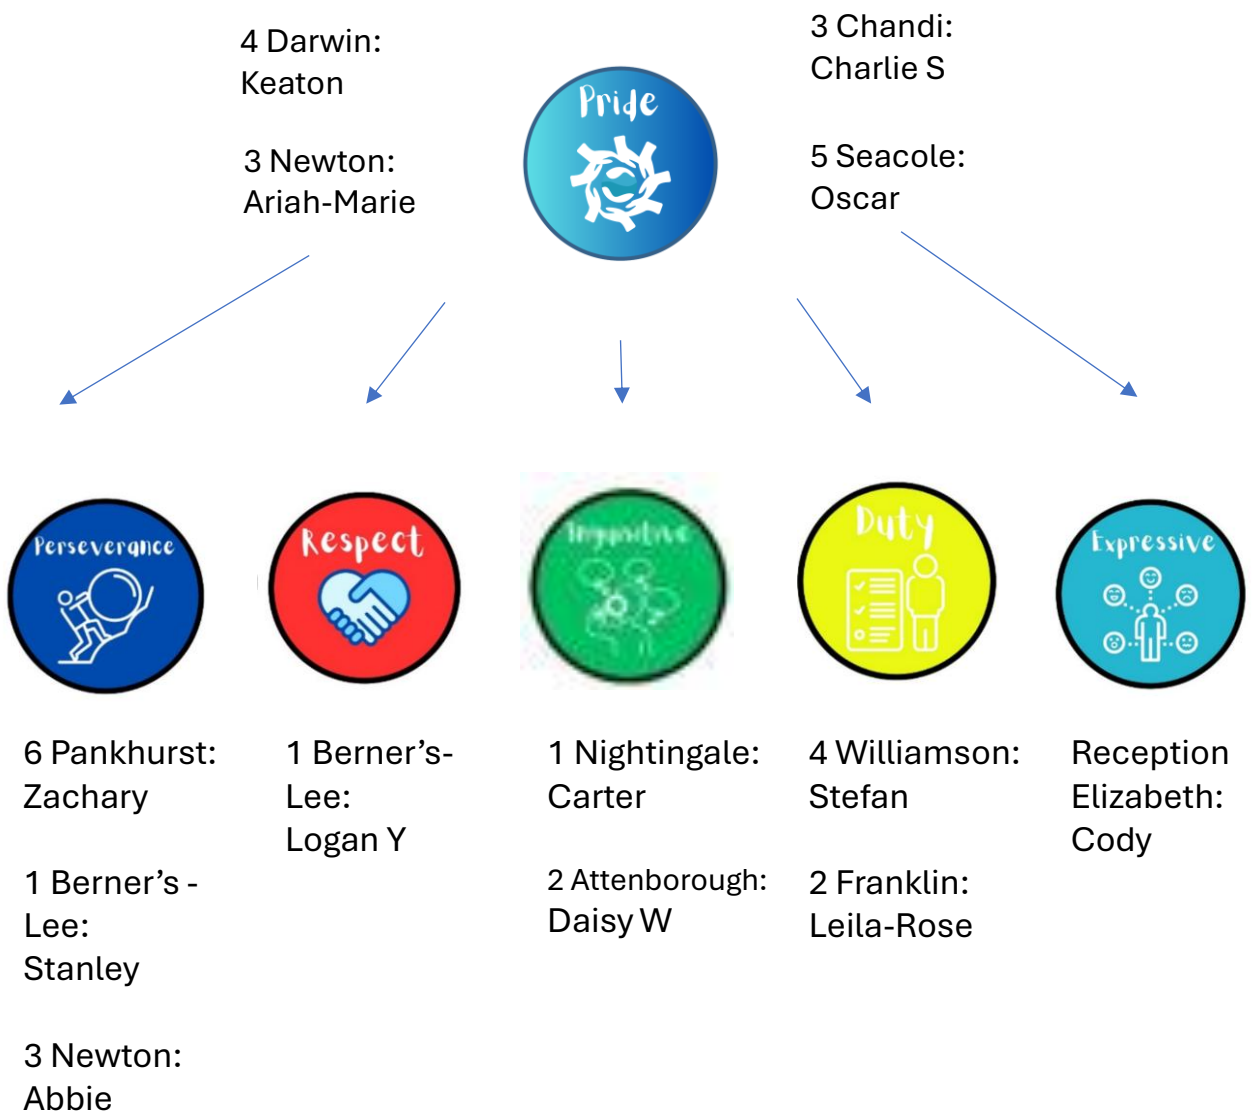 4 Darwin:
Keaton
3 Newton:
Ariah-Marie
Pride
3 Chandi:
Charlie S
5 Seacole:
Oscar
Perseverance
Respect
Duty
Expressive
6 Pankhurst:
Zachary
1 Berner’s -
Lee:
Stanley
3 Newton:
Abbie
1 Berner’s-
Lee:
Logan Y
1 Nightingale:
Carter
2 Attenborough:
Daisy W
4 Williamson:
Stefan
2 Franklin:
Leila-Rose
Reception
Elizabeth:
Cody